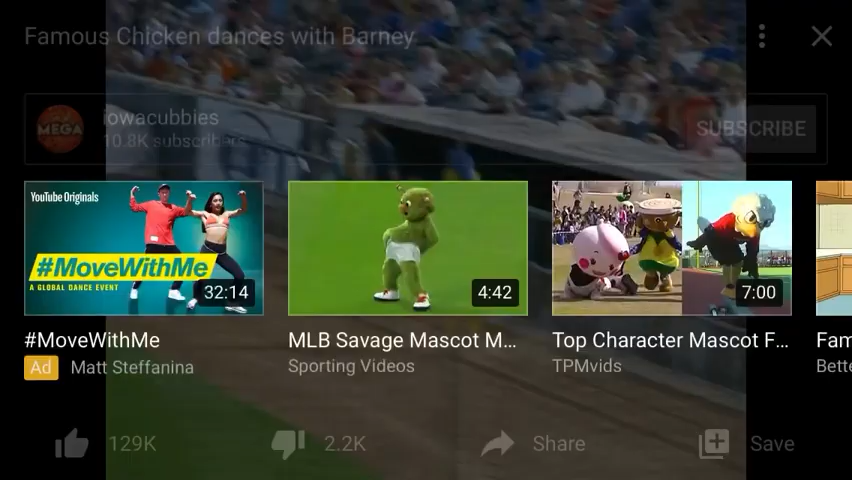 Famous Chicken dances with Barney
iowacubbies
MEGA
10.8K subscribers
SUBSCRIBE
YouTube Originals
#MoveWithMe
A GLOBAL DANCE EVENT
32:14
4:42
7:00
#MoveWithMe
MLB Savage Mascot M...
Top Character Mascot F...
Fam
Ad Matt Steffanina
Sporting Videos
TPMvids
Bette
129K
2.2K
Share
Save